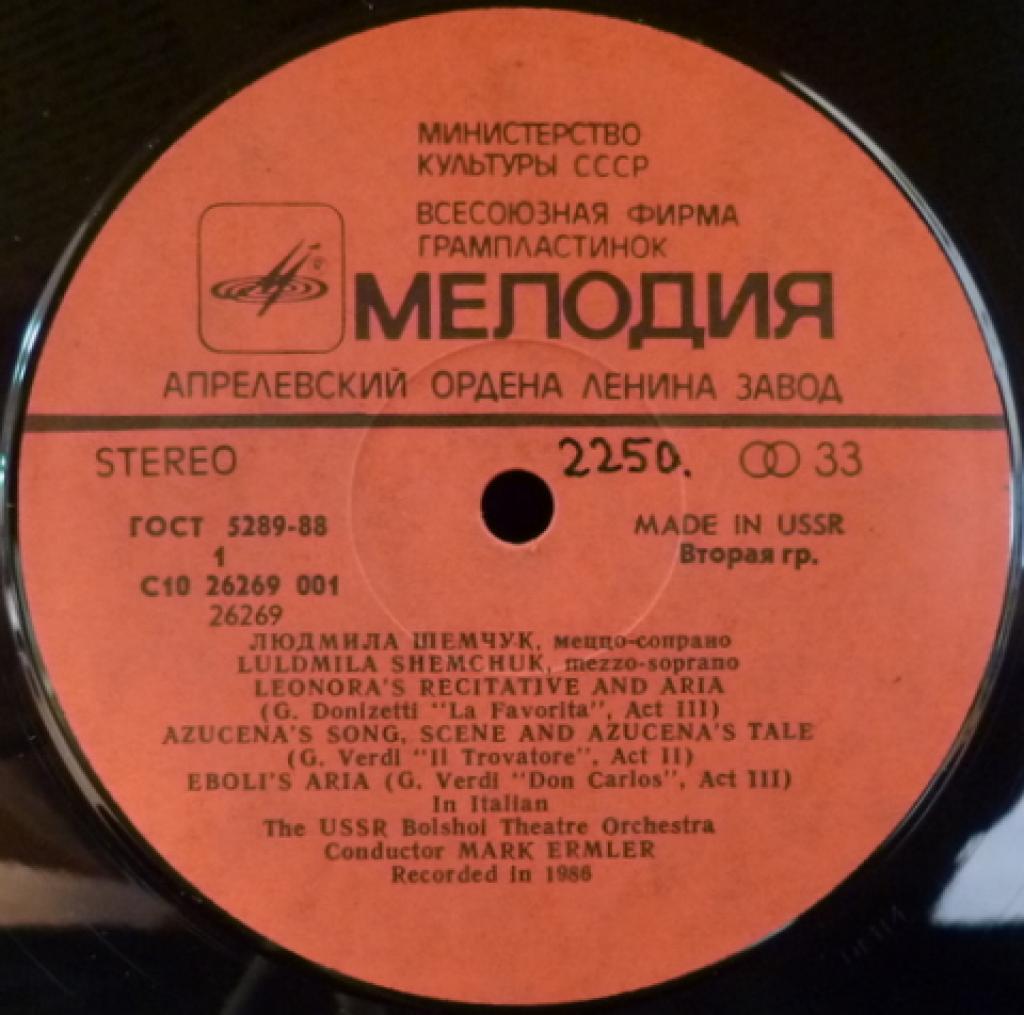 МИНИСТЕРСТВО
КУЛЬТУРЫ СССР
ВСЕСОЮЗНАЯ ФИРМА
ГРАМПЛАСТИНОК
МЕЛОДИЯ
АПРЕЛЕВСКИЙ ОРДЕНА ЛЕНИНА ЗАВОД
STEREO
2250.
33
ГОСТ 5289-88
MADE IN USSR
1
Вторая гр.
С10 26269 001
26269
ЛЮДМИЛА ШЕМЧУК, меццо-сопрано
LULDMILA SHEMCHUK, mezzo-soprano
LEONORA'S RECITATIVE AND ARIA
(G. Donizetti "La Favorita", Act III)
AZUCENA'S SONG, SCENE AND AZUCENA'S TALE
(G. Verdi "Il Trovatore", Act II)
EBOLI'S ARIA (G. Verdi "Don Carlos", Act III)
In Italian
The USSR Bolshoi Theatre Orchestra
Conductor MARK ERMLER
Recorded in 1986